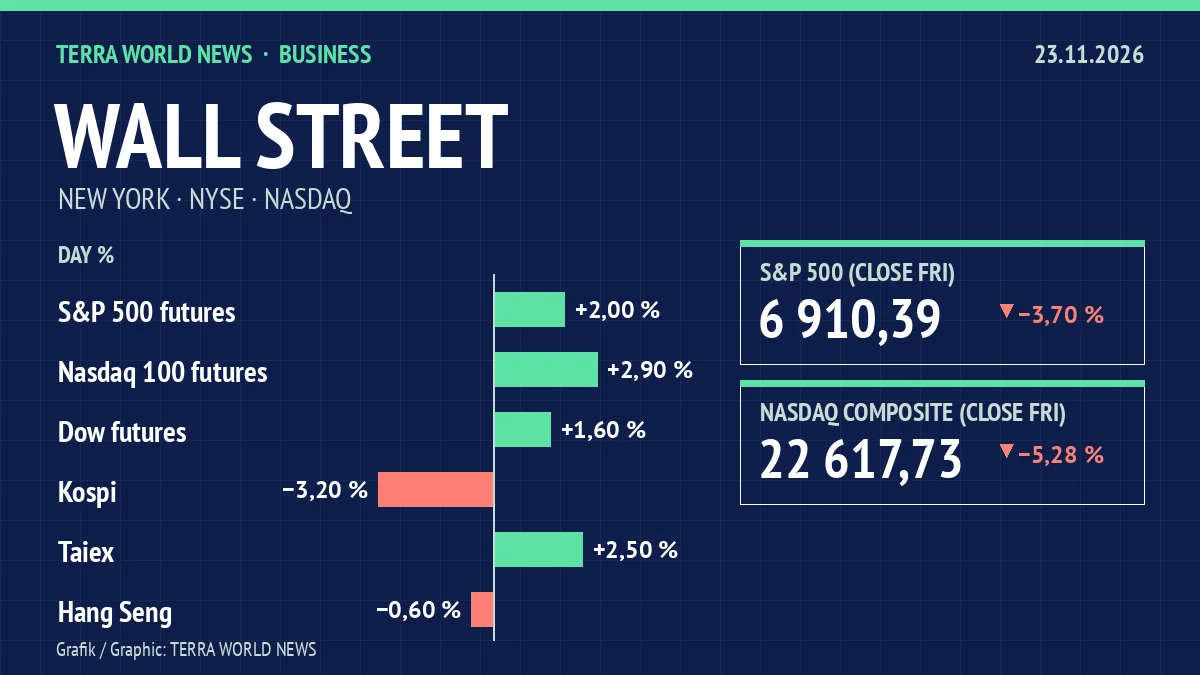 TERRA WORLD NEWS · BUSINESS
23.11.2026
WALL STREET
NEW YORK · NYSE · NASDAQ
DAY %
S&P 500 futures +2,00 %
Nasdaq 100 futures +2,90 %
Dow futures +1,60 %
Kospi −3,20 %
Taiex +2,50 %
Hang Seng −0,60 %
S&P 500 (CLOSE FRI)
6 910,39 ▼−3,70 %
NASDAQ COMPOSITE (CLOSE FRI)
22 617,73 ▼−5,28 %
Grafik / Graphic: TERRA WORLD NEWS